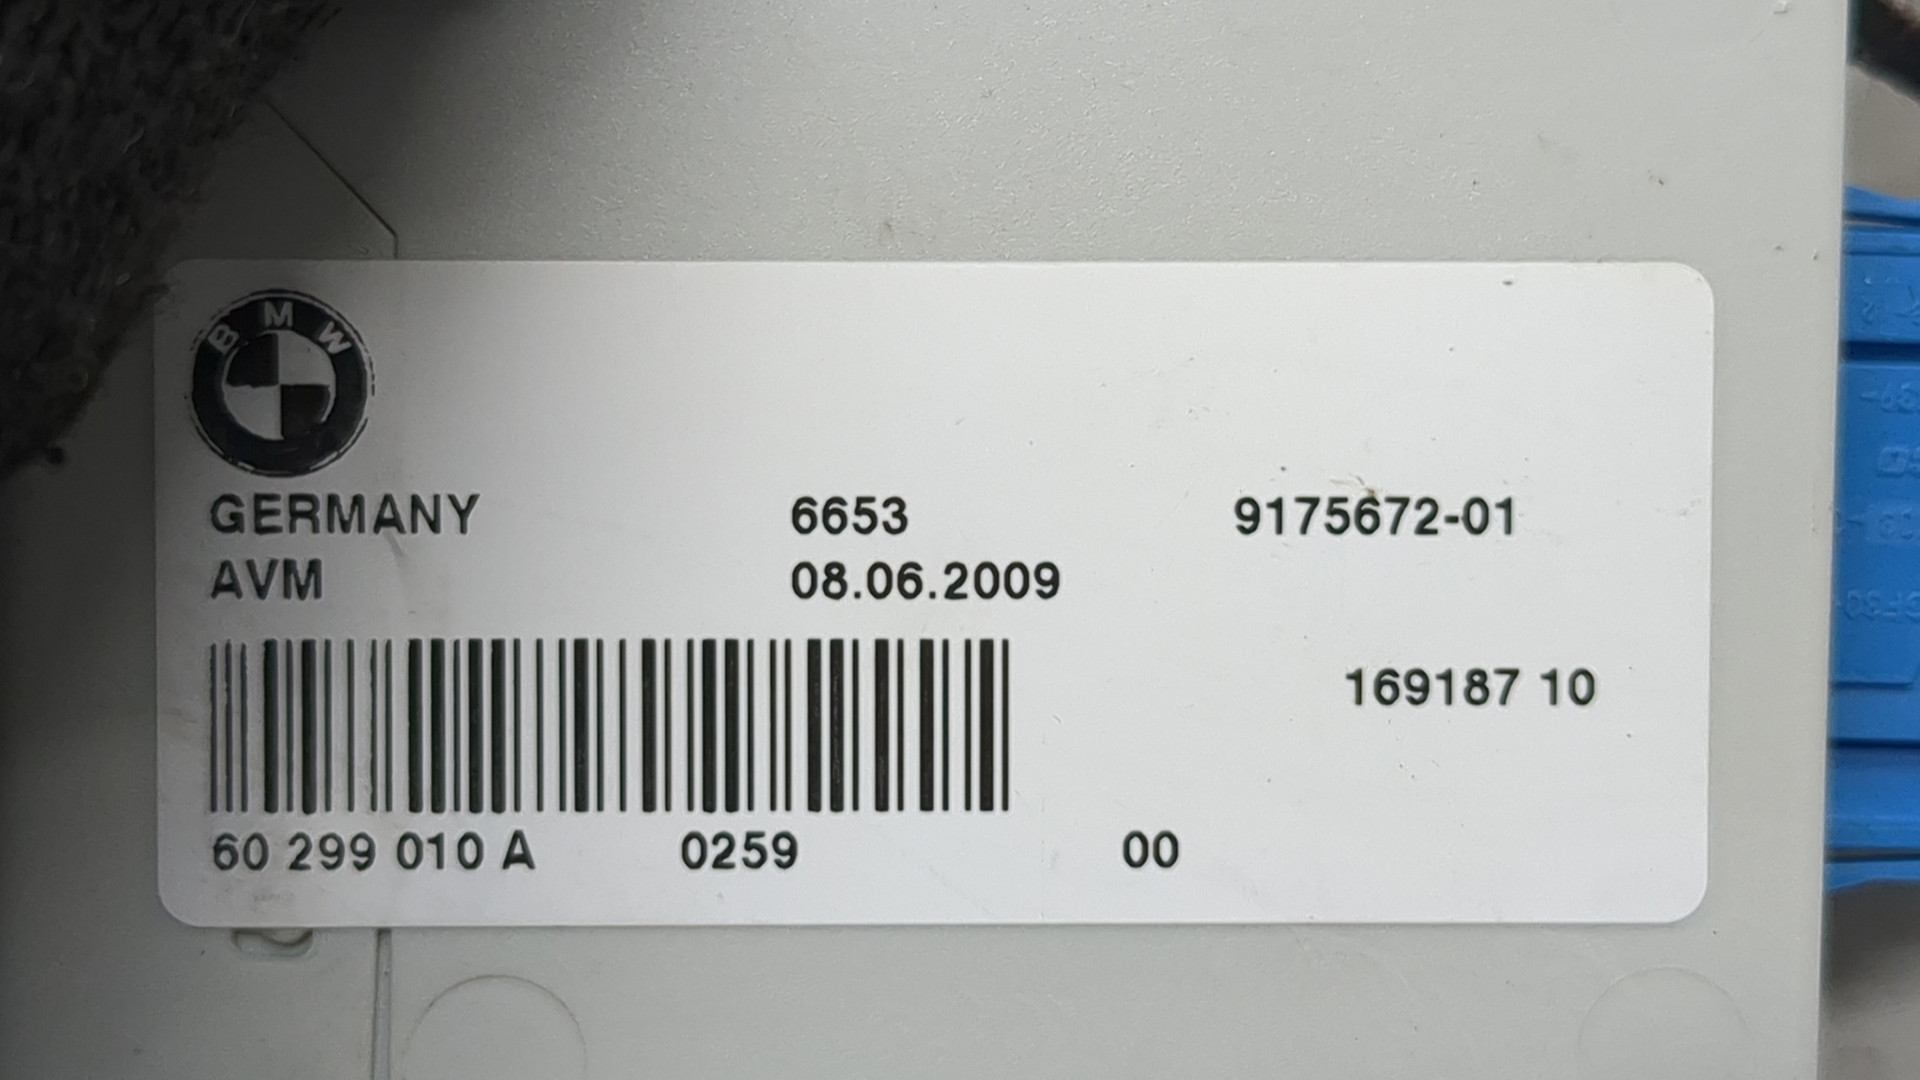 BMW
GERMANY 6653 9175672-01
AVM 08.06.2009
169187 10
60 299 010 A 0259 00